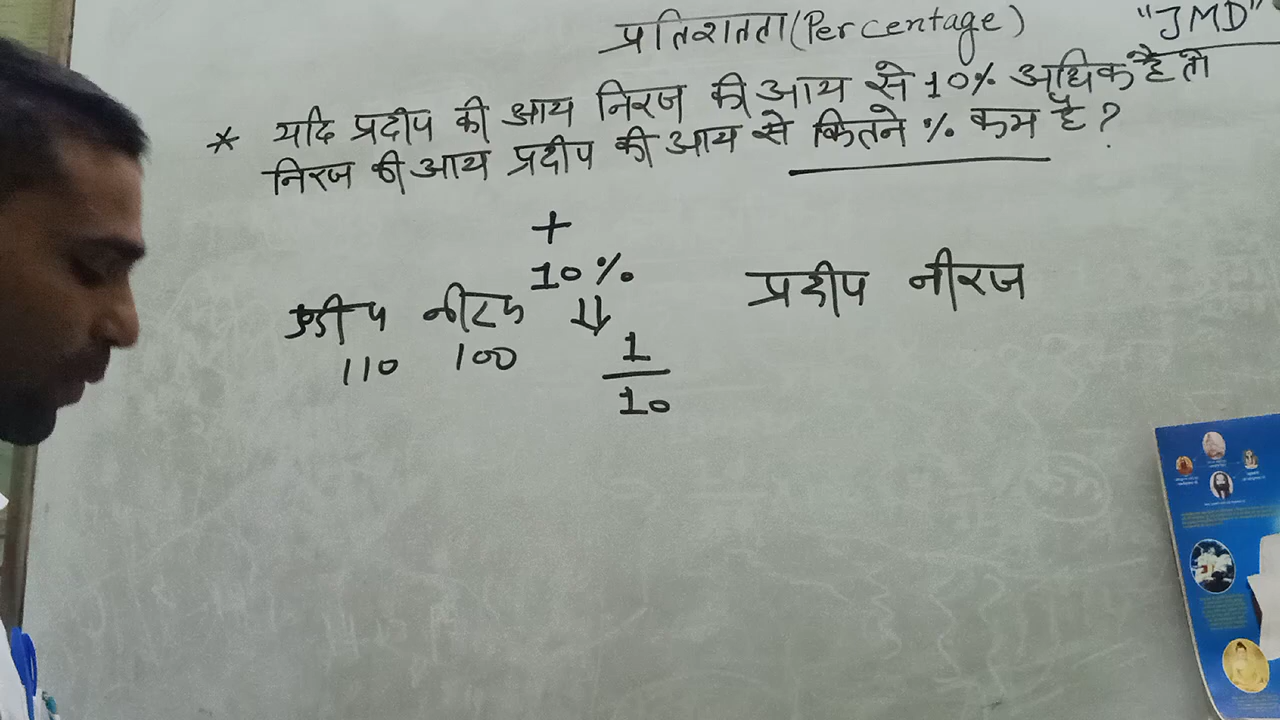 प्रतिशतता (Percentage)
"JMD"
* यदि प्रदीप की आय निरज की आय से 10% अधिक है तो
निरज की आय प्रदीप की आय से कितने % कम है ?
+
10%
प्रदीप नीरज
नीरज
110 100
1
10